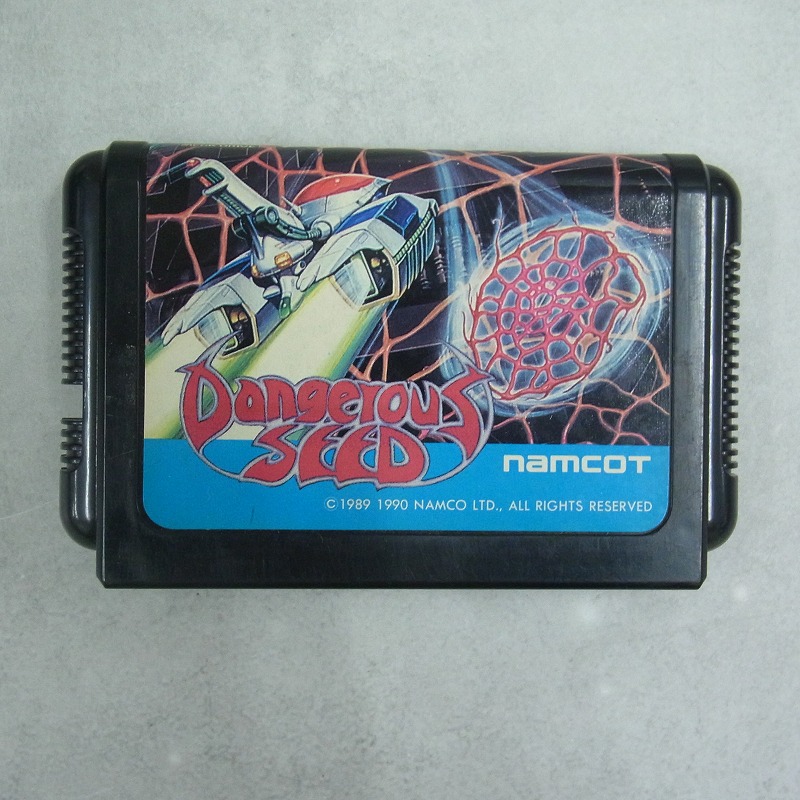 Dangerous
SEED
namcot
© 1989 1990 NAMCO LTD., ALL RIGHTS RESERVED